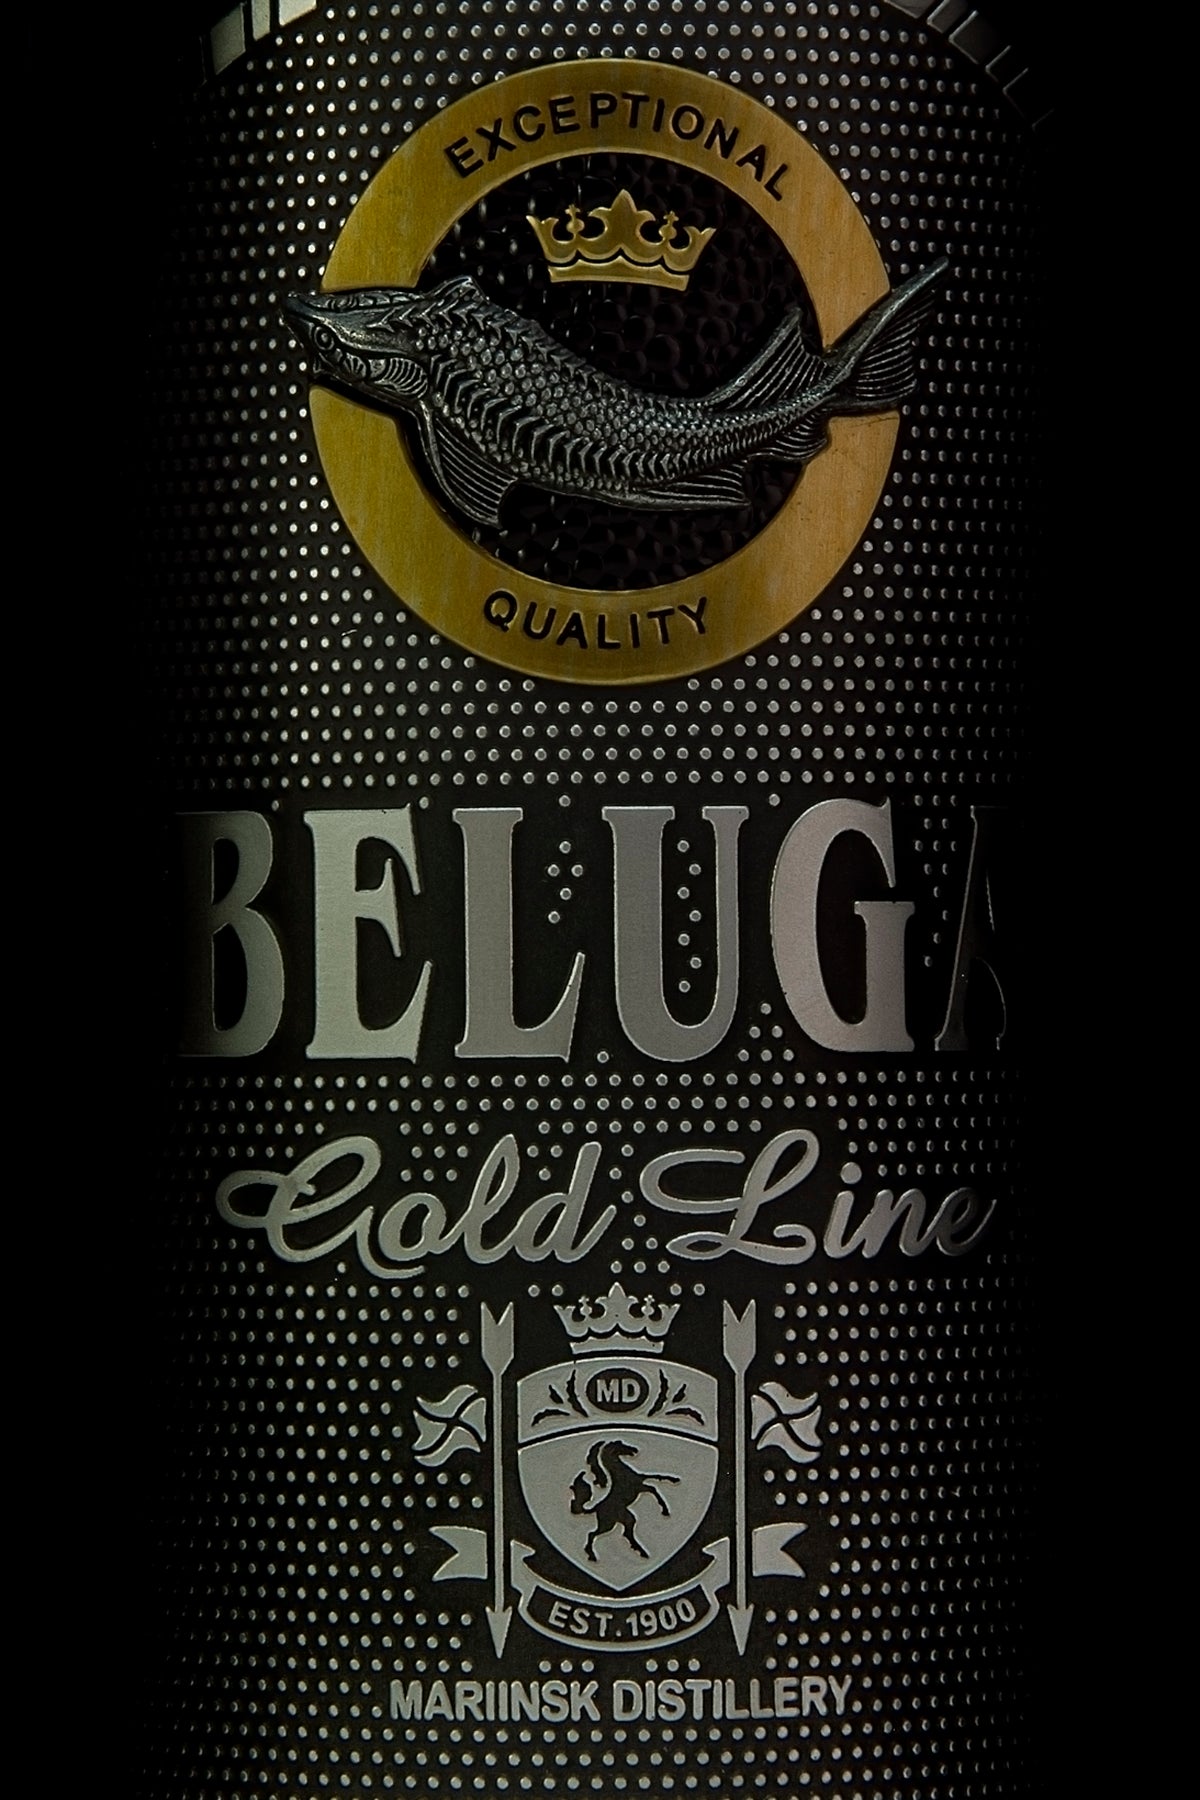 EXCEPTIONAL
QUALITY
BELUGA
Gold Line
MD
EST.1900
MARIINSK DISTILLERY